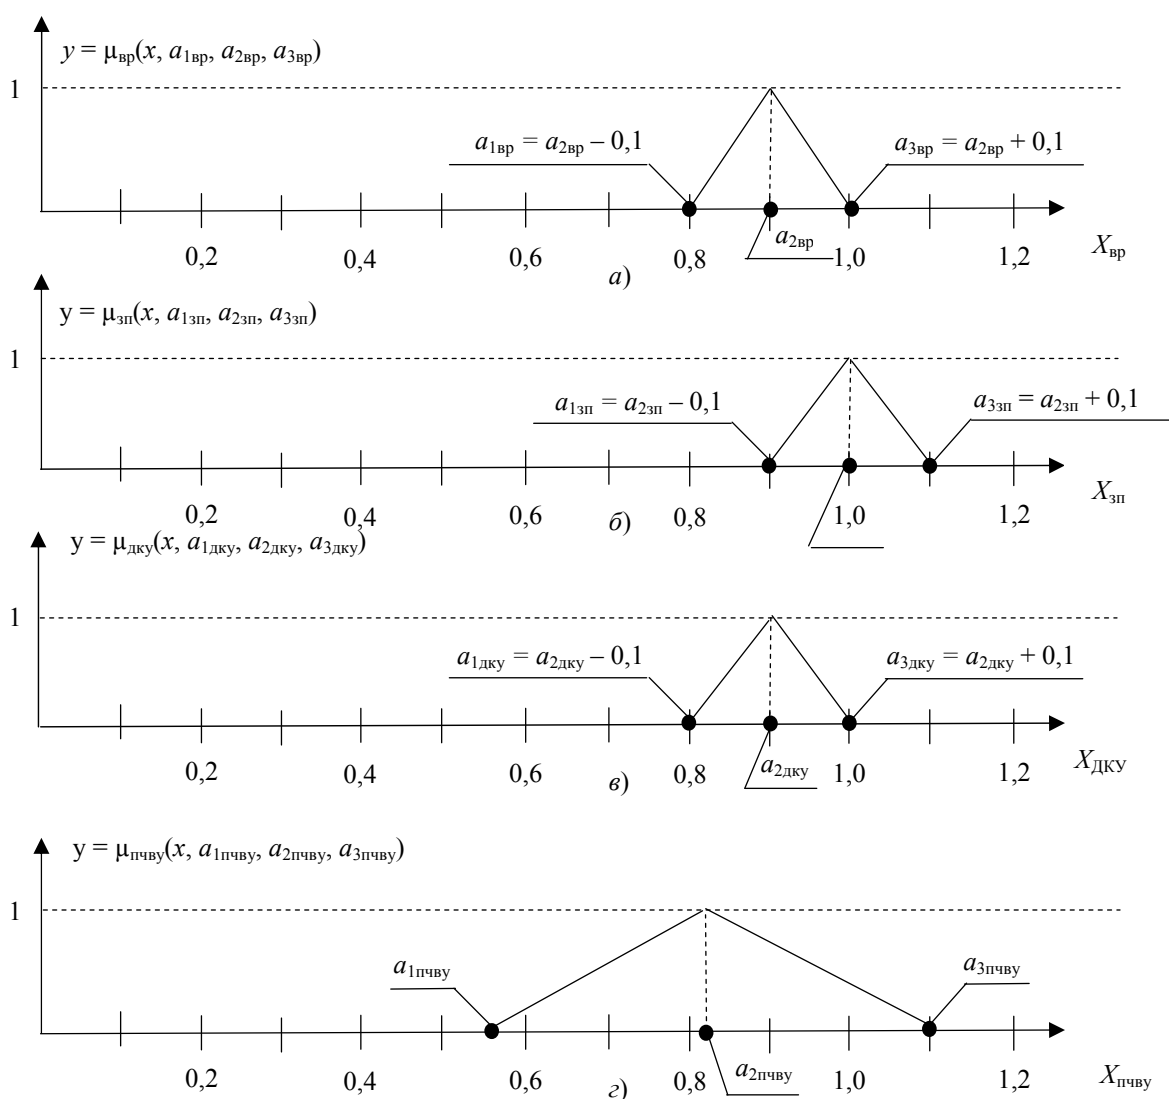 y = μвр(x, a1вр, a2вр, a3вр)
1
a1вр = a2вр – 0,1
a3вр = a2вр + 0,1
a2вр
0,2 0,4 0,6 0,8 1,0 1,2 Xвр
а)
y = μзп(x, a1зп, a2зп, a3зп)
1
a1зп = a2зп – 0,1
a3зп = a2зп + 0,1
0,2 0,4 0,6 0,8 1,0 1,2 Xзп
б)
y = μдку(x, a1дку, a2дку, a3дку)
1
a1дку = a2дку – 0,1
a3дку = a2дку + 0,1
a2дку
0,2 0,4 0,6 0,8 1,0 1,2 XДКУ
в)
y = μпчву(x, a1пчву, a2пчву, a3пчву)
1
a1пчву
a3пчву
a2пчву
0,2 0,4 0,6 0,8 1,0 1,2 Xпчву
г)